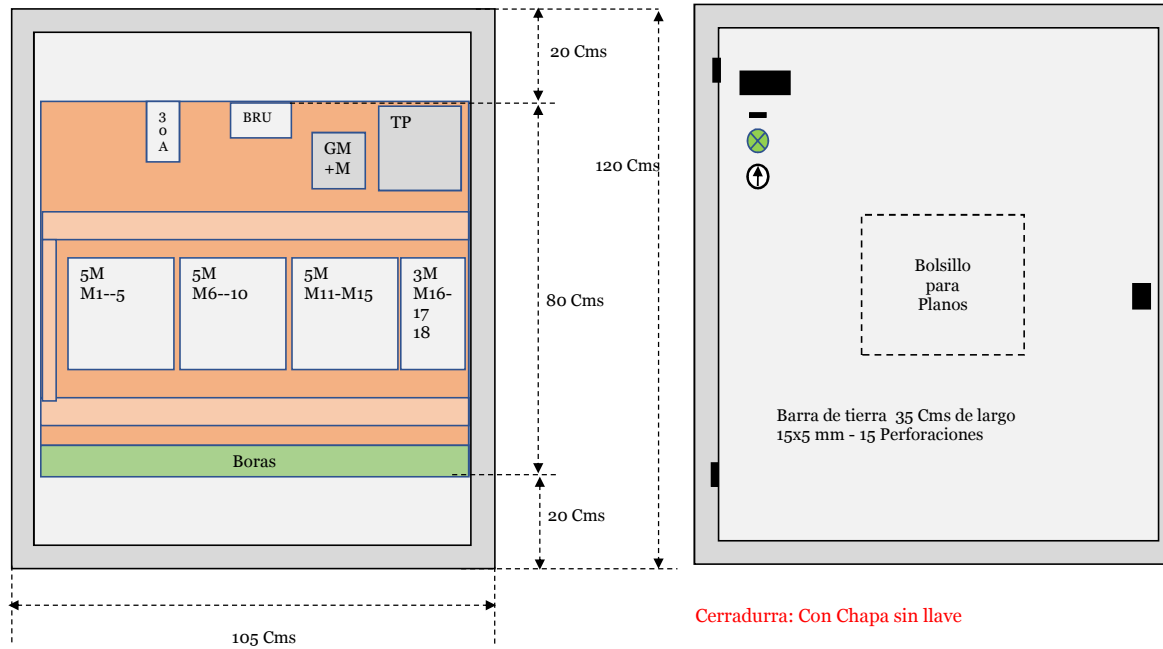 20 Cms
3
0
A
BRU
GM
+M
TP
120 Cms
5M
M1--5
5M
M6--10
5M
M11-M15
3M
M16-
17
18
80 Cms
Boras
20 Cms
105 Cms
Bolsillo
para
Planos
Barra de tierra 35 Cms de largo
15x5 mm - 15 Perforaciones
Cerradurra: Con Chapa sin llave